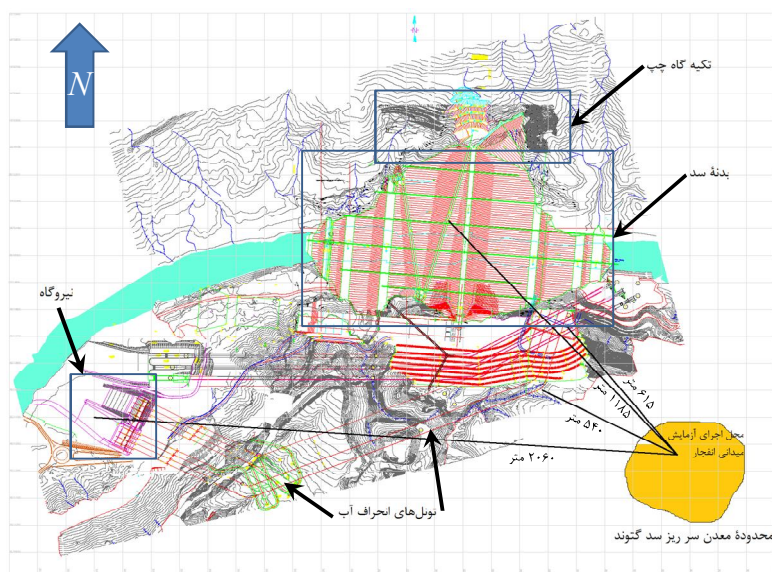 N
تکیه گاه چپ
بدنهٔ سد
نیروگاه
۶۱۵ متر
۱۱۸۵ متر
۵۴۰ متر
۲۰۶۰ متر
محل اجرای آزمایش
میدانی انفجار
تونل‌های انحراف آب
محدودهٔ معدن سر ریز سد گتوند